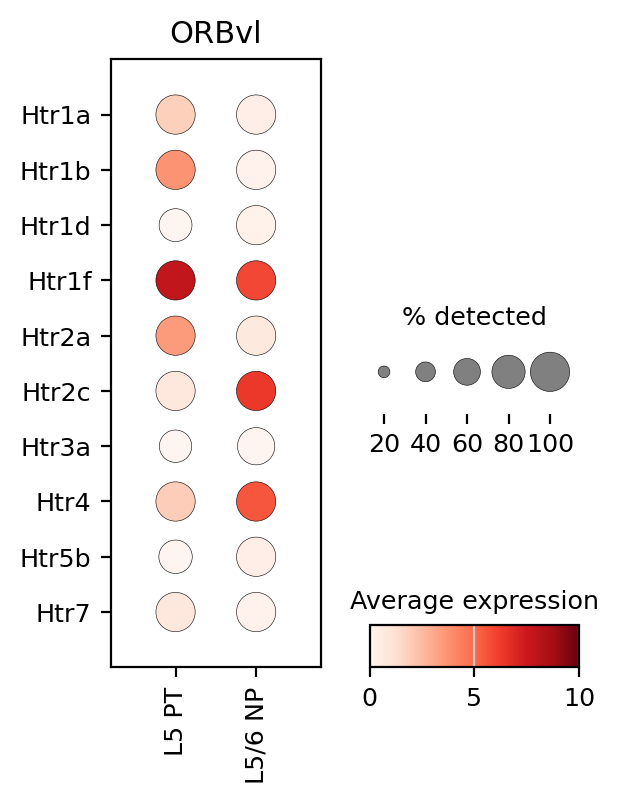 ORBvl
Htr1a
Htr1b
Htr1d
Htr1f
Htr2a
Htr2c
Htr3a
Htr4
Htr5b
Htr7
L5 PT
L5/6 NP
% detected
20 40 60 80 100
Average expression
0 5 10